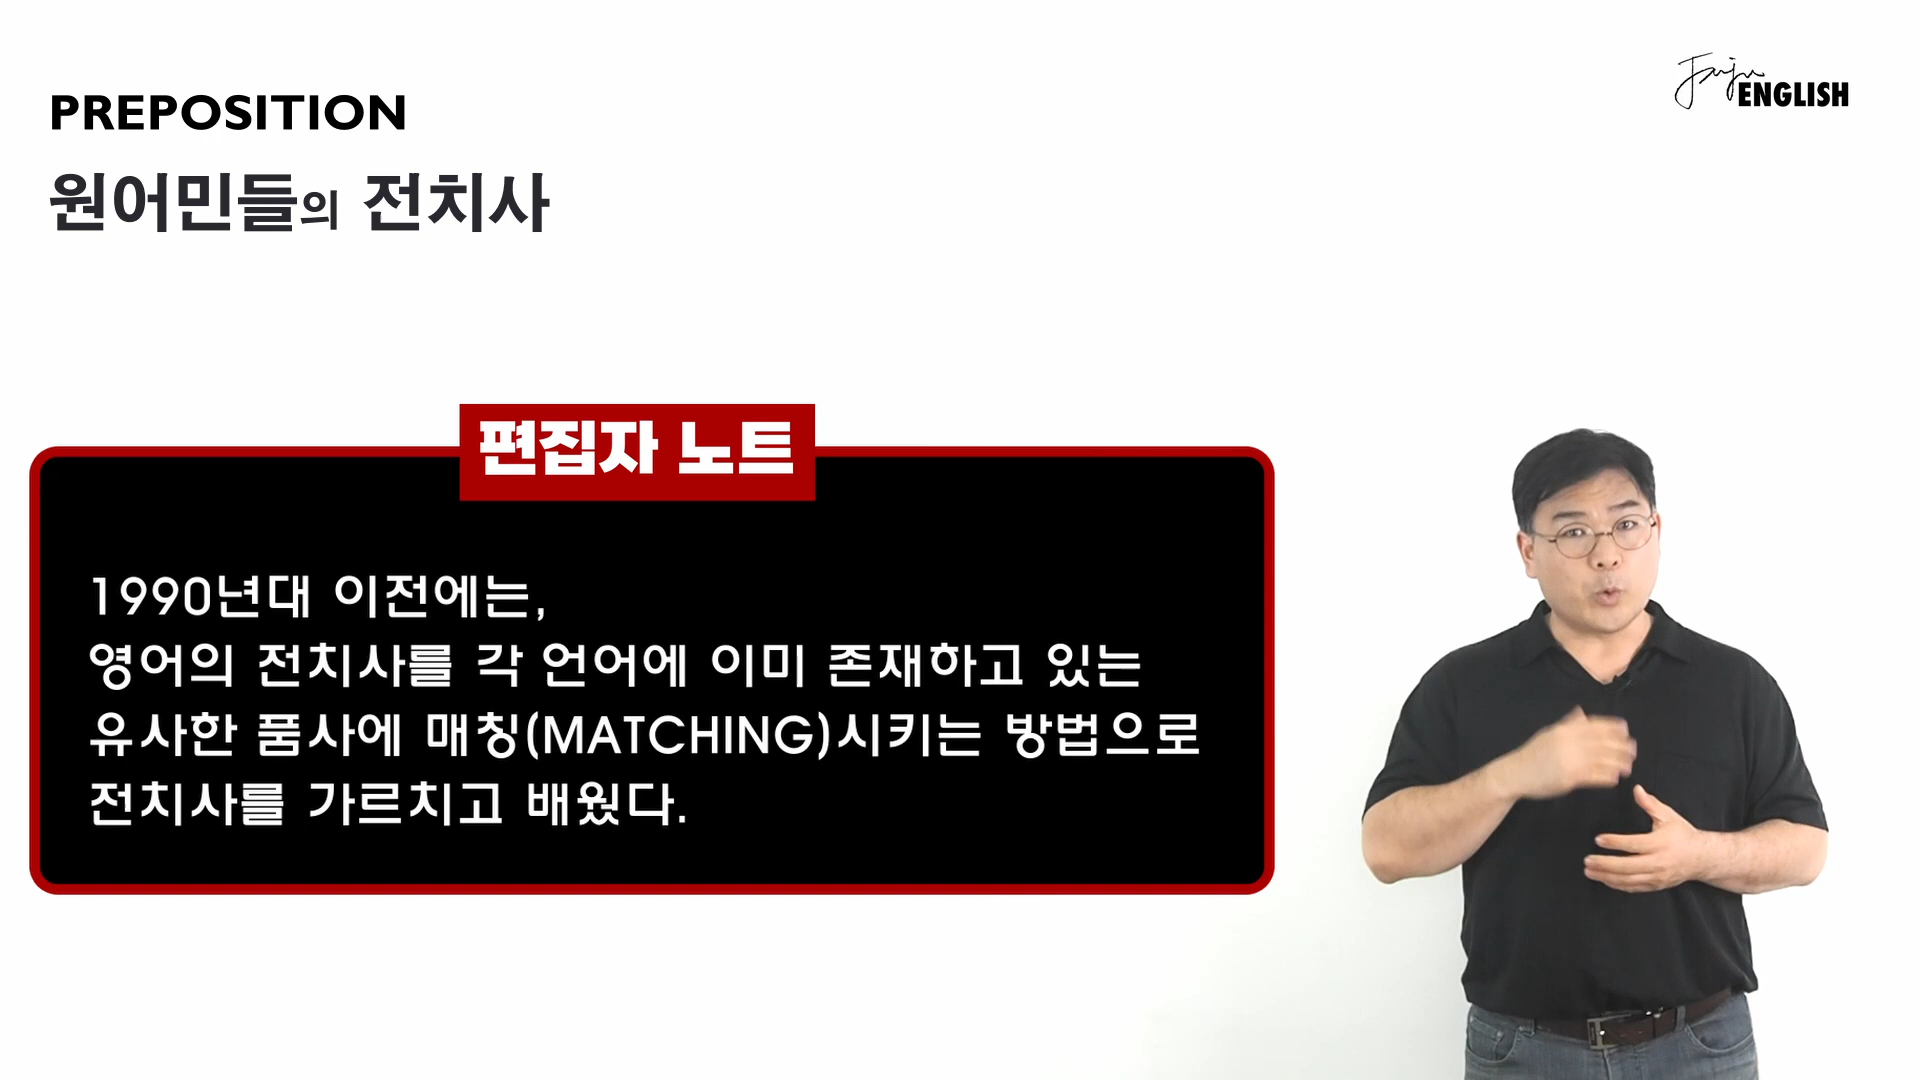 PREPOSITION
원어민들의 전치사
Jaiju ENGLISH
편집자 노트
1990년대 이전에는,
영어의 전치사를 각 언어에 이미 존재하고 있는
유사한 품사에 매칭(MATCHING)시키는 방법으로
전치사를 가르치고 배웠다.